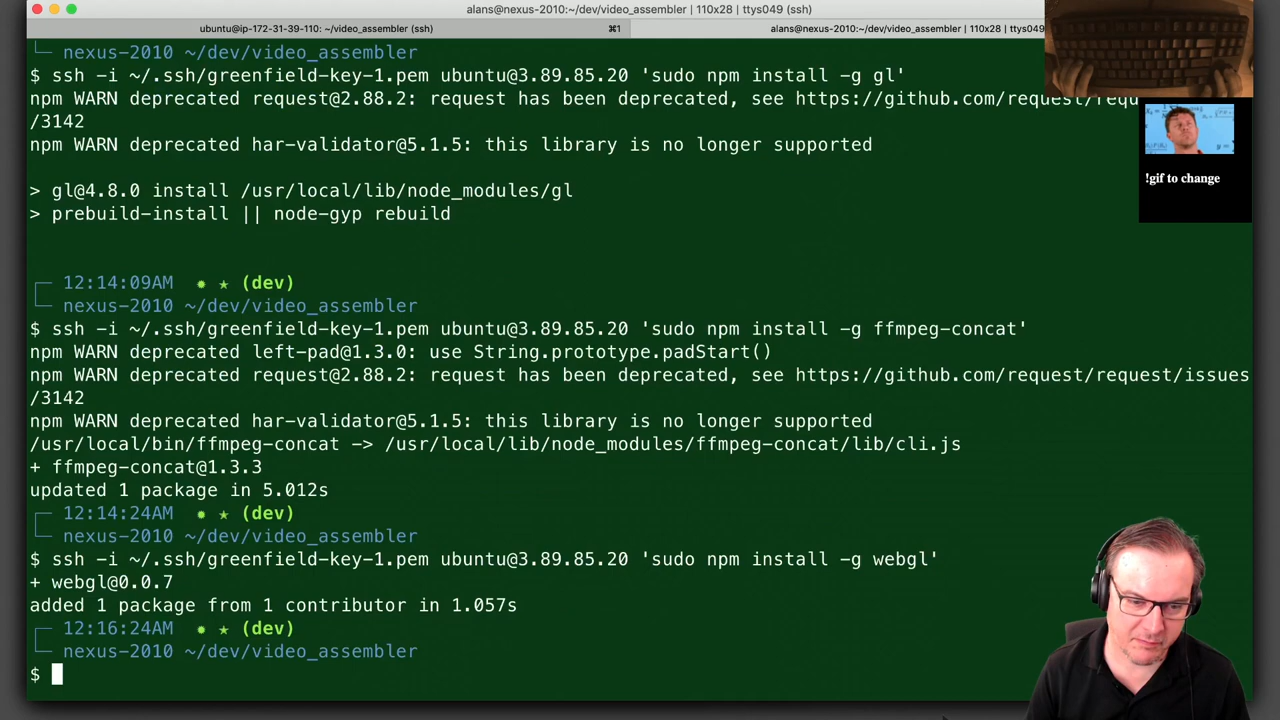 alans@nexus-2010:~/dev/video_assembler | 110x28 | ttys049 (ssh)
ubuntu@ip-172-31-39-110: ~/video_assembler (ssh)
⌘1
alans@nexus-2010:~/dev/video_assembler | 110x28 | ttys049 (ssh)
nexus-2010 ~/dev/video_assembler
$ ssh -i ~/.ssh/greenfield-key-1.pem ubuntu@3.89.85.20 'sudo npm install -g gl'
npm WARN deprecated request@2.88.2: request has been deprecated, see https://github.com/request/requ
/3142
npm WARN deprecated har-validator@5.1.5: this library is no longer supported
!gif to change
> gl@4.8.0 install /usr/local/lib/node_modules/gl
> prebuild-install || node-gyp rebuild
12:14:09AM ✹ ★ (dev)
nexus-2010 ~/dev/video_assembler
$ ssh -i ~/.ssh/greenfield-key-1.pem ubuntu@3.89.85.20 'sudo npm install -g ffmpeg-concat'
npm WARN deprecated left-pad@1.3.0: use String.prototype.padStart()
npm WARN deprecated request@2.88.2: request has been deprecated, see https://github.com/request/request/issues
/3142
npm WARN deprecated har-validator@5.1.5: this library is no longer supported
/usr/local/bin/ffmpeg-concat -> /usr/local/lib/node_modules/ffmpeg-concat/lib/cli.js
+ ffmpeg-concat@1.3.3
updated 1 package in 5.012s
12:14:24AM ✹ ★ (dev)
nexus-2010 ~/dev/video_assembler
$ ssh -i ~/.ssh/greenfield-key-1.pem ubuntu@3.89.85.20 'sudo npm install -g webgl'
+ webgl@0.0.7
added 1 package from 1 contributor in 1.057s
12:16:24AM ✹ ★ (dev)
nexus-2010 ~/dev/video_assembler
$